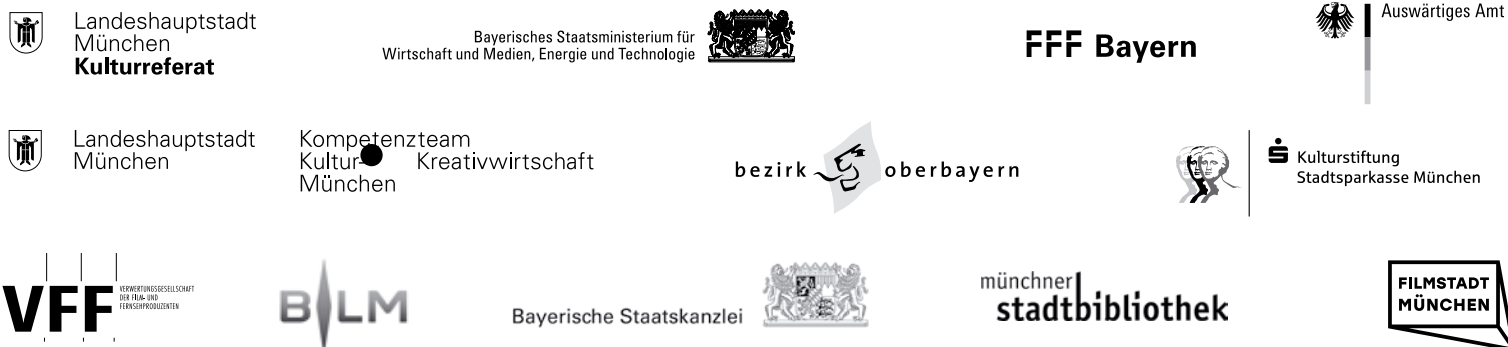 Landeshauptstadt
München
Kulturreferat
Bayerisches Staatsministerium für
Wirtschaft und Medien, Energie und Technologie
FFF Bayern
Auswärtiges Amt
Landeshauptstadt
München
Kompetenzteam
Kultur- Kreativwirtschaft
München
bezirk oberbayern
Kulturstiftung
Stadtsparkasse München
VFF
VERWERTUNGSGESELLSCHAFT
DER FILM- UND
FERNSEHPRODUZENTEN
BLM
Bayerische Staatskanzlei
münchner
stadtbibliothek
FILMSTADT
MÜNCHEN